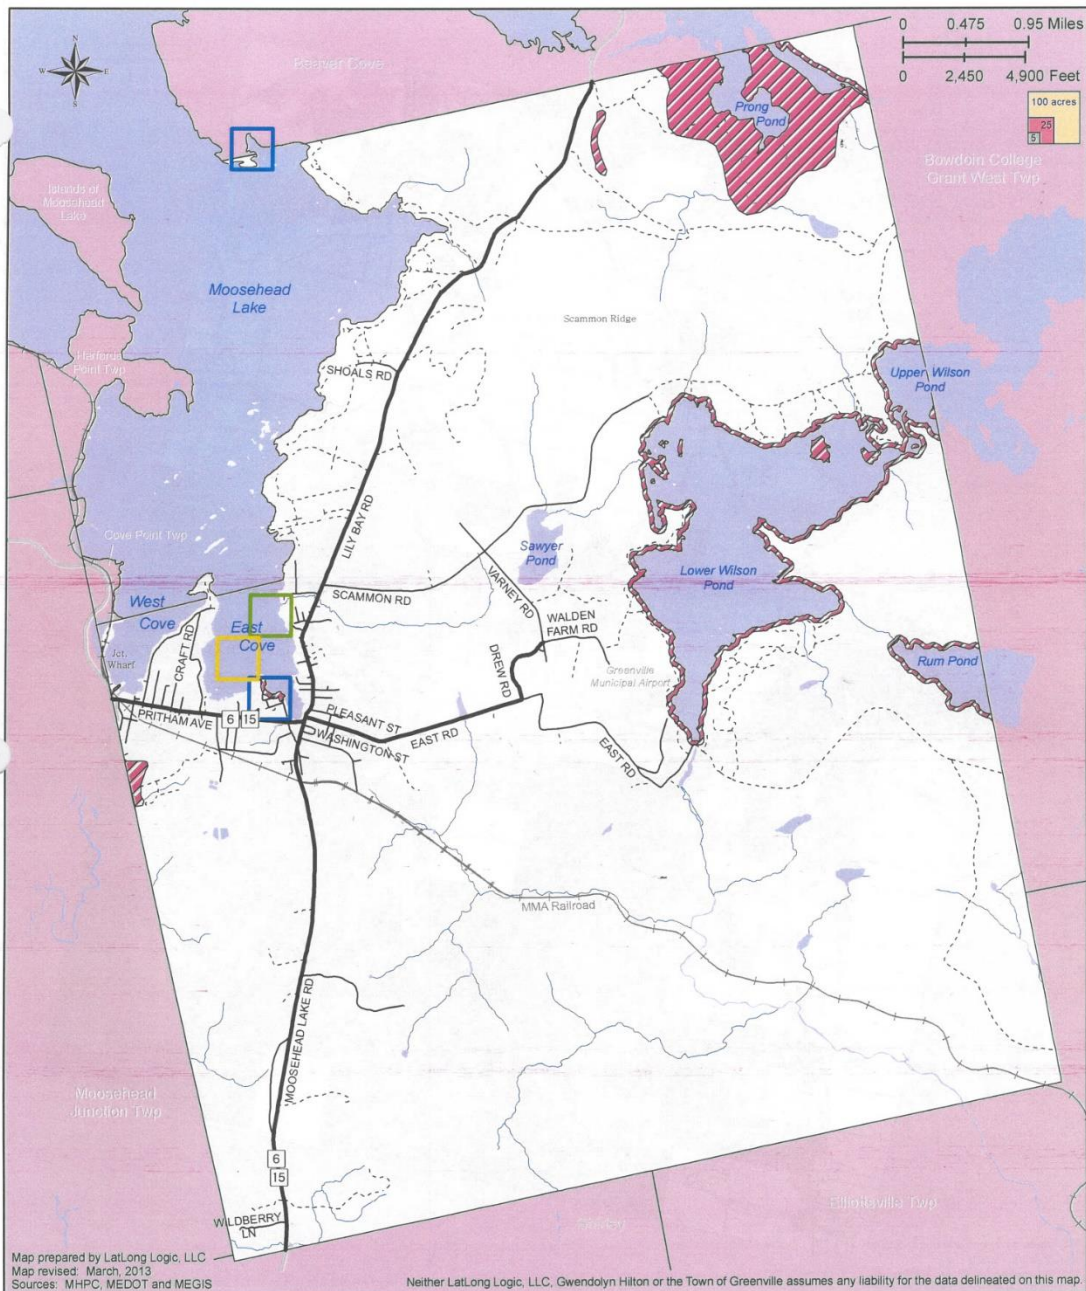 0 0.475 0.95 Miles
0 2,450 4,900 Feet
100 acres
25
5
N
W E
S
Beaver Cove
Prong
Pond
Bowdoin College
Grant West Twp
Islands of
Moosehead
Lake
Moosehead
Lake
Scammon Ridge
Harfords
Point Twp
SHOALS RD
Upper Wilson
Pond
LILY BAY RD
Cove Point Twp
Sawyer
Pond
Lower Wilson
Pond
West
Cove
SCAMMON RD
VARNEY RD
East
Cove
WALDEN
FARM RD
CRAFT RD
Jct.
Wharf
DREW RD
Rum Pond
Greenville
Municipal Airport
PRITHAM AVE
6 15
PLEASANT ST
WASHINGTON ST
EAST RD
EAST RD
MMA Railroad
MOOSEHEAD LAKE RD
Moosehead
Junction Twp
6
15
WILDBERRY
LN
Shirley
Elliottsville Twp
Map prepared by LatLong Logic, LLC
Map revised: March, 2013
Sources: MHPC, MEDOT and MEGIS
Neither LatLong Logic, LLC, Gwendolyn Hilton or the Town of Greenville assumes any liability for the data delineated on this map.